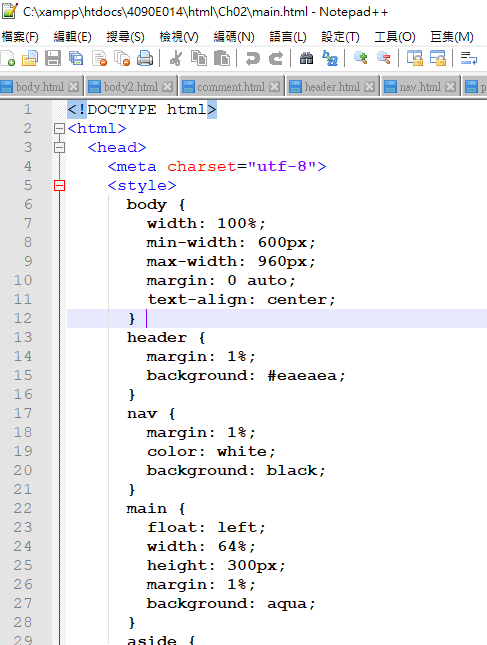 C:\xampp\htdocs\4090E014\html\Ch02\main.html - Notepad++
檔案(F) 編輯(E) 搜尋(S) 檢視(V) 編碼(N) 語言(L) 設定(T) 工具(O) 巨集(M)
body.html body2.html comment.html header.html nav.html p
1 <!DOCTYPE html>
2 <html>
3 <head>
4 <meta charset="utf-8">
5 <style>
6 body {
7 width: 100%;
8 min-width: 600px;
9 max-width: 960px;
10 margin: 0 auto;
11 text-align: center;
12 }
13 header {
14 margin: 1%;
15 background: #eaeaea;
16 }
17 nav {
18 margin: 1%;
19 color: white;
20 background: black;
21 }
22 main {
23 float: left;
24 width: 64%;
25 height: 300px;
26 margin: 1%;
27 background: aqua;
28 }
29 aside {